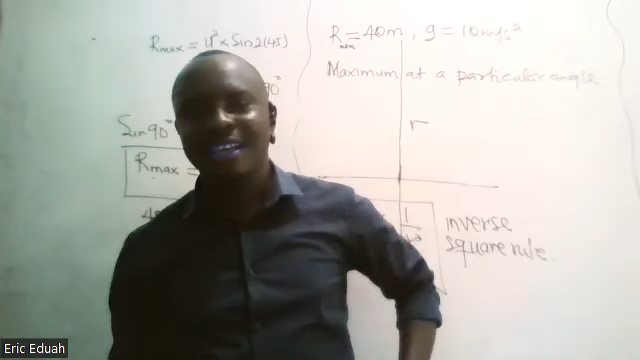 Rmax = u² x Sin2(45)
Rmax = 40m , g = 10m/s²
Maximum at a particular angle
90°
Sin90°
r
Rmax =
1
inverse
square rule
Eric Eduah